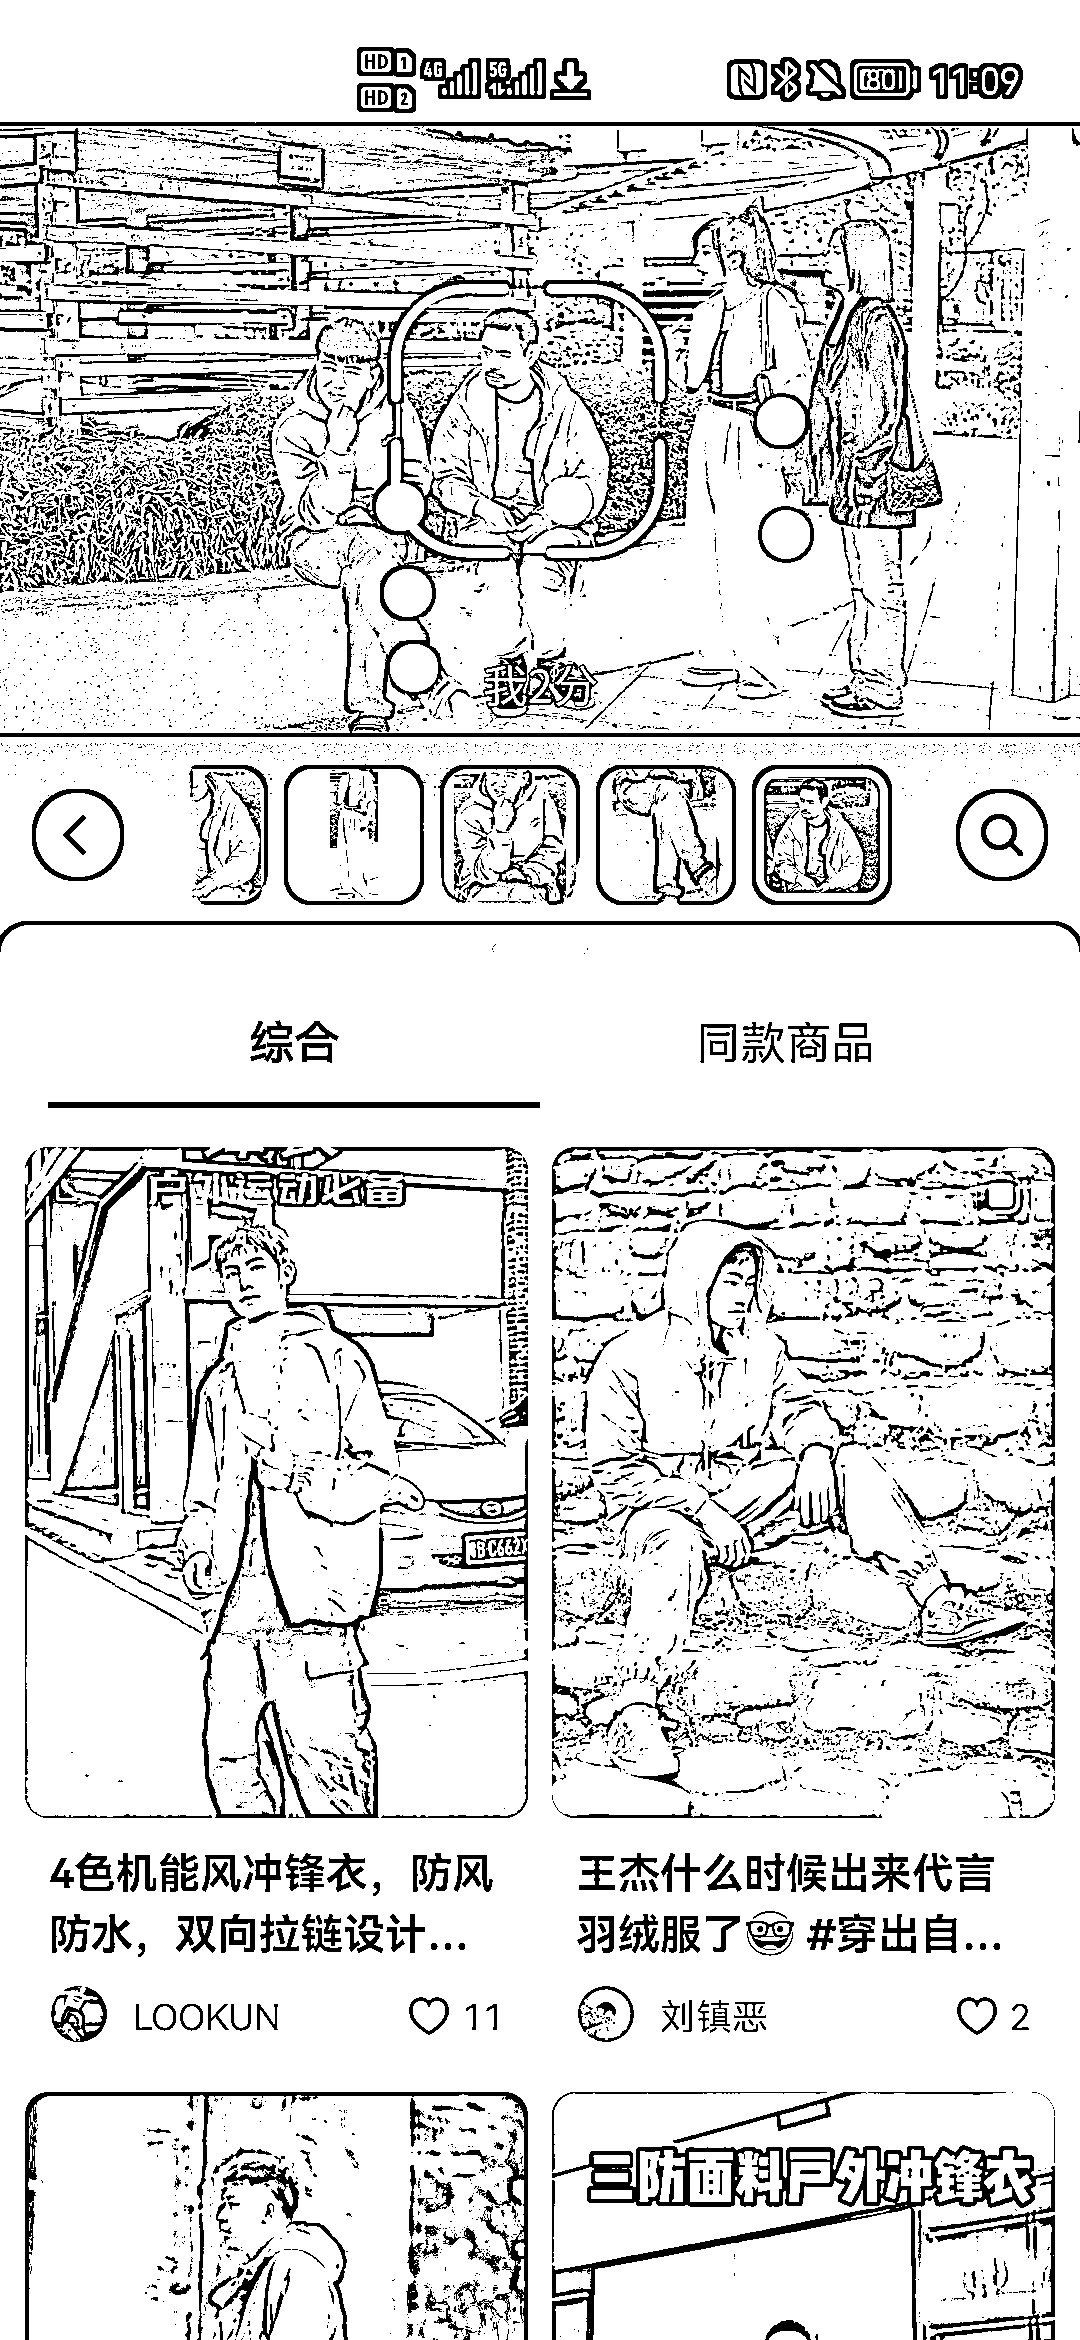 HD 1 4G 5G 80 11:09
HD 2
我2分
综合 同款商品
户外运动必备
4色机能风冲锋衣，防风
防水，双向拉链设计...
LOOKUN 11
王杰什么时候出来代言
羽绒服了🤓 #穿出自...
刘镇恶 2
三防面料户外冲锋衣